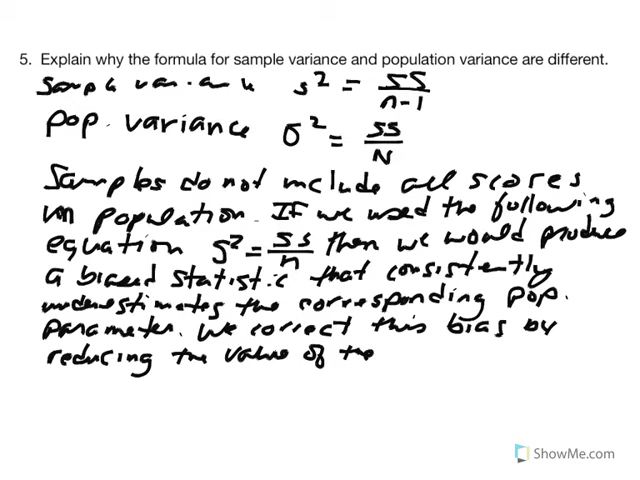 5. Explain why the formula for sample variance and population variance are different.
Sample variance s² = SS/n-1
pop. variance σ² = SS/N
Samples do not include all scores
in population. If we used the following
equation s² = SS/n then we would produce
a biased statistic that consistently
underestimates the corresponding pop.
parameter. We correct this bias by
reducing the value of the
ShowMe.com